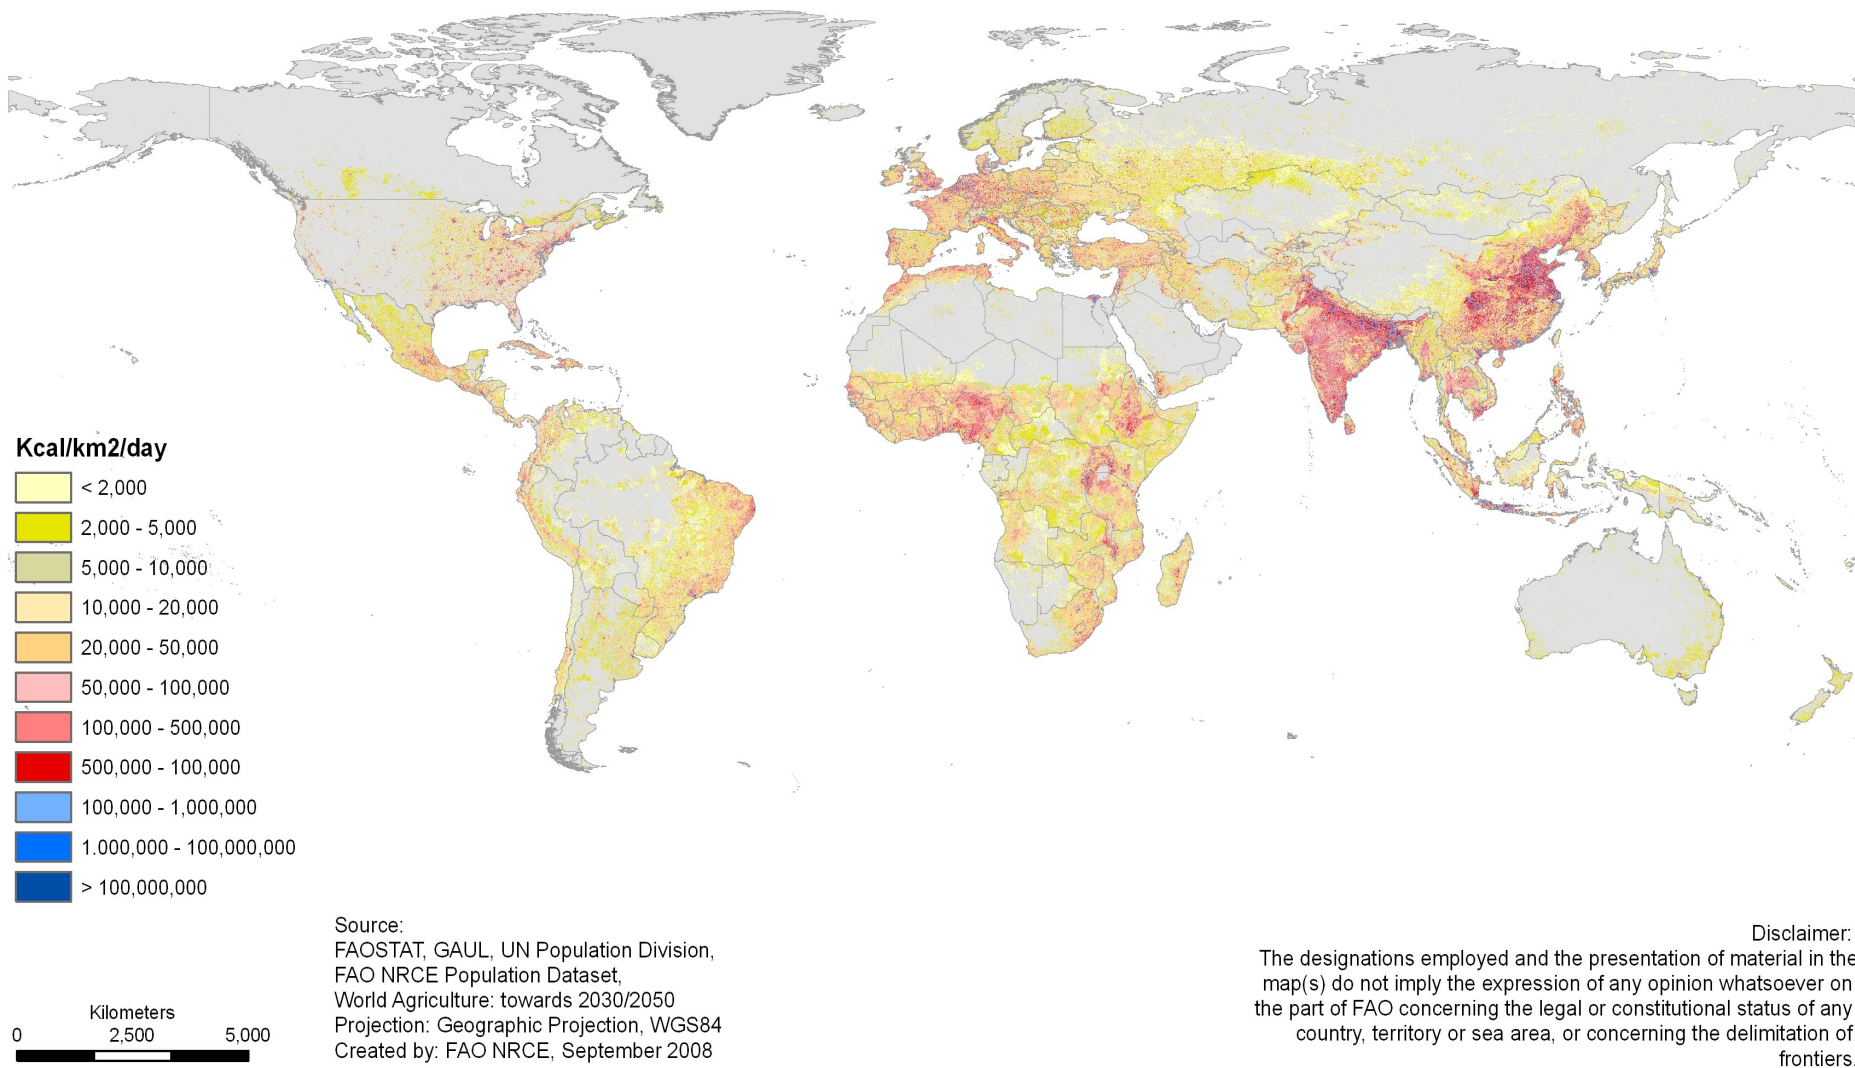 Kcal/km2/day
< 2,000
2,000 - 5,000
5,000 - 10,000
10,000 - 20,000
20,000 - 50,000
50,000 - 100,000
100,000 - 500,000
500,000 - 100,000
100,000 - 1,000,000
1.000,000 - 100,000,000
> 100,000,000
Kilometers
0 2,500 5,000
Source:
FAOSTAT, GAUL, UN Population Division,
FAO NRCE Population Dataset,
World Agriculture: towards 2030/2050
Projection: Geographic Projection, WGS84
Created by: FAO NRCE, September 2008
Disclaimer:
The designations employed and the presentation of material in the
map(s) do not imply the expression of any opinion whatsoever on
the part of FAO concerning the legal or constitutional status of any
country, territory or sea area, or concerning the delimitation of
frontiers.